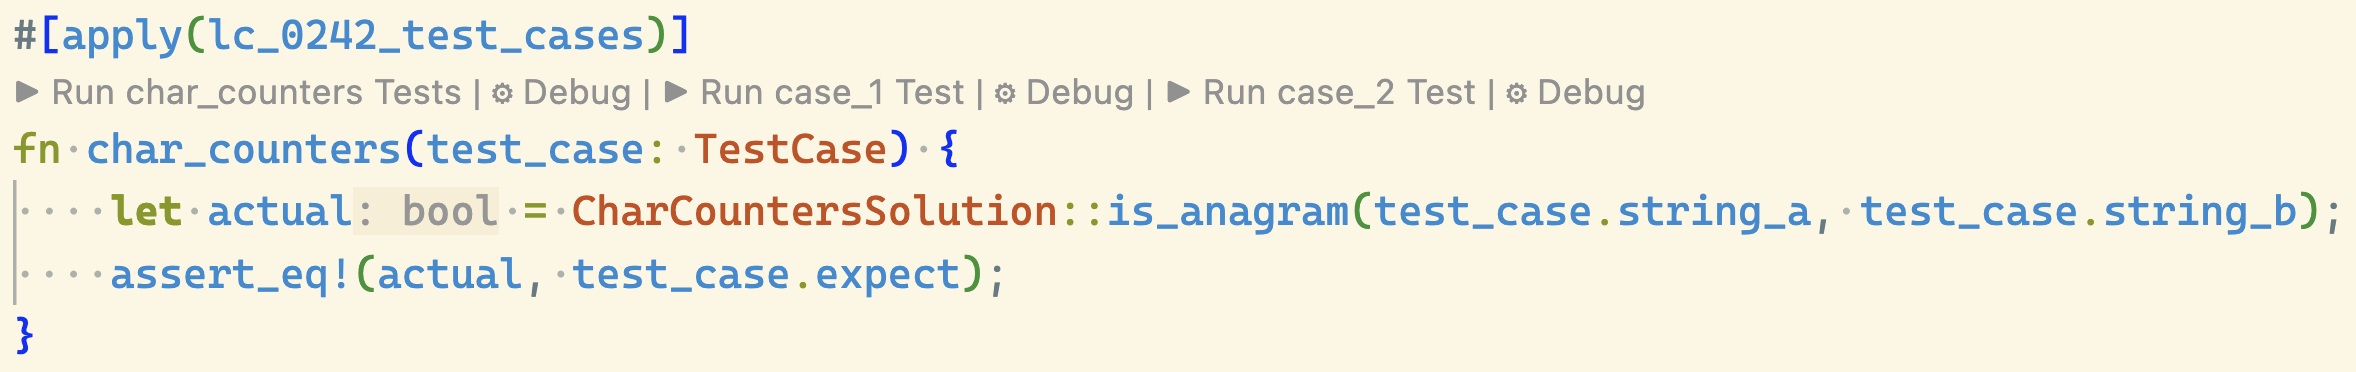 #[apply(lc_0242_test_cases)]
▶ Run char_counters Tests | ⚙ Debug | ▶ Run case_1 Test | ⚙ Debug | ▶ Run case_2 Test | ⚙ Debug
fn char_counters(test_case: TestCase) {
    let actual: bool = CharCountersSolution::is_anagram(test_case.string_a, test_case.string_b);
    assert_eq!(actual, test_case.expect);
}